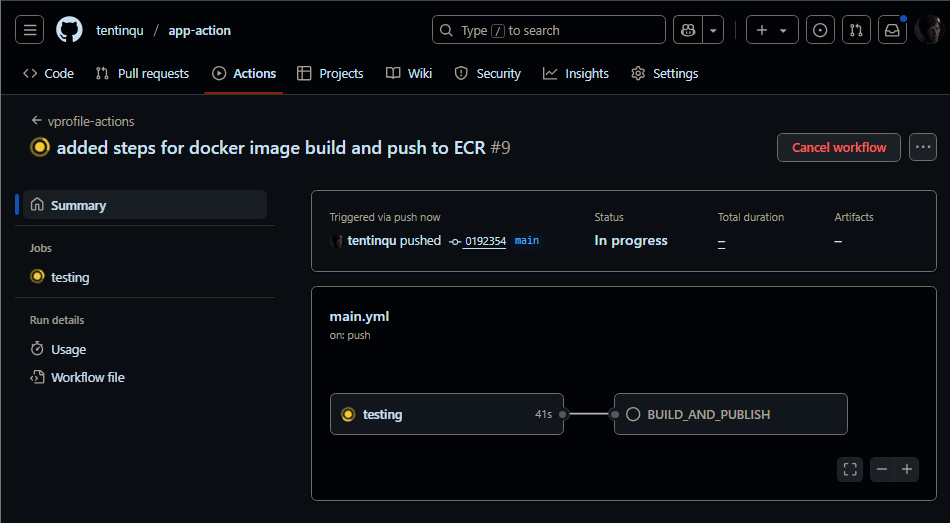 tentinqu / app-action
Type / to search
Code
Pull requests
Actions
Projects
Wiki
Security
Insights
Settings
vprofile-actions
added steps for docker image build and push to ECR #9
Cancel workflow
Summary
Jobs
testing
Run details
Usage
Workflow file
Triggered via push now
tentinqu pushed 0192354 main
Status
In progress
Total duration
–
Artifacts
–
main.yml
on: push
testing 41s
BUILD_AND_PUBLISH